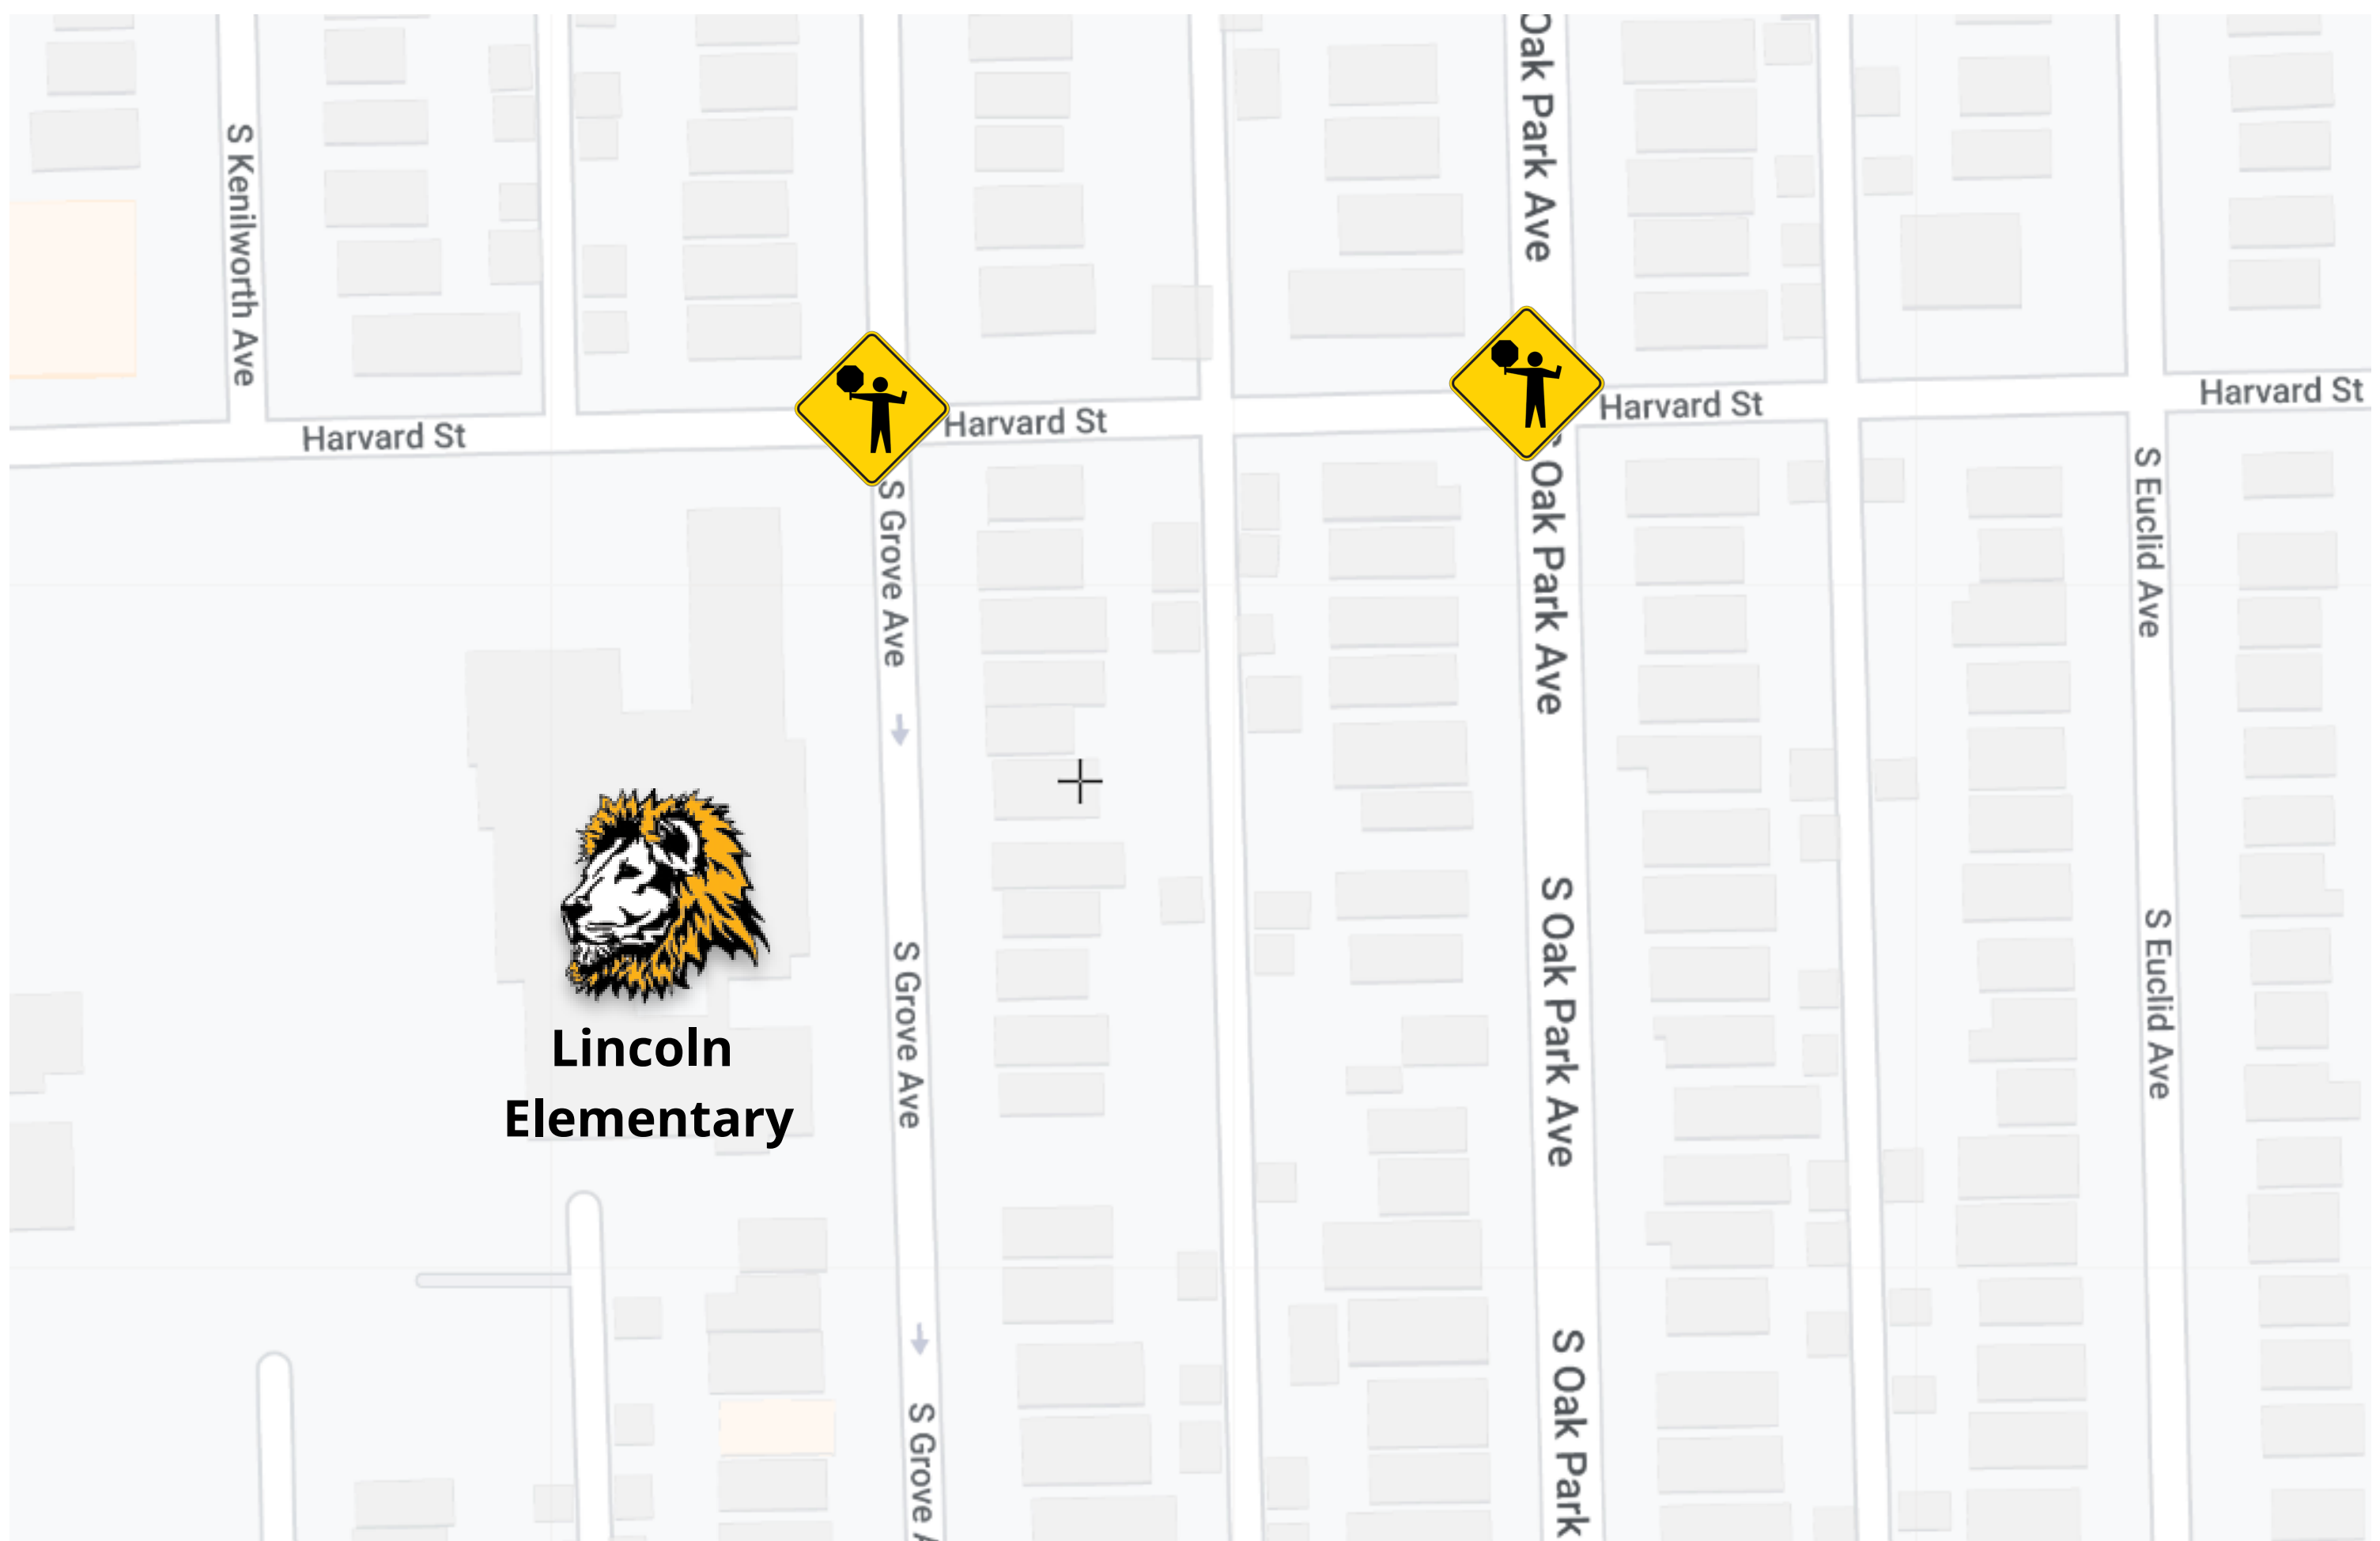 Oak Park Ave
S Kenilworth Ave
Harvard St
Harvard St
Harvard St
Harvard St
S Grove Ave
S Oak Park Ave
S Euclid Ave
S Grove Ave
S Oak Park Ave
S Euclid Ave
Lincoln
Elementary
S Oak Park
S Grove A